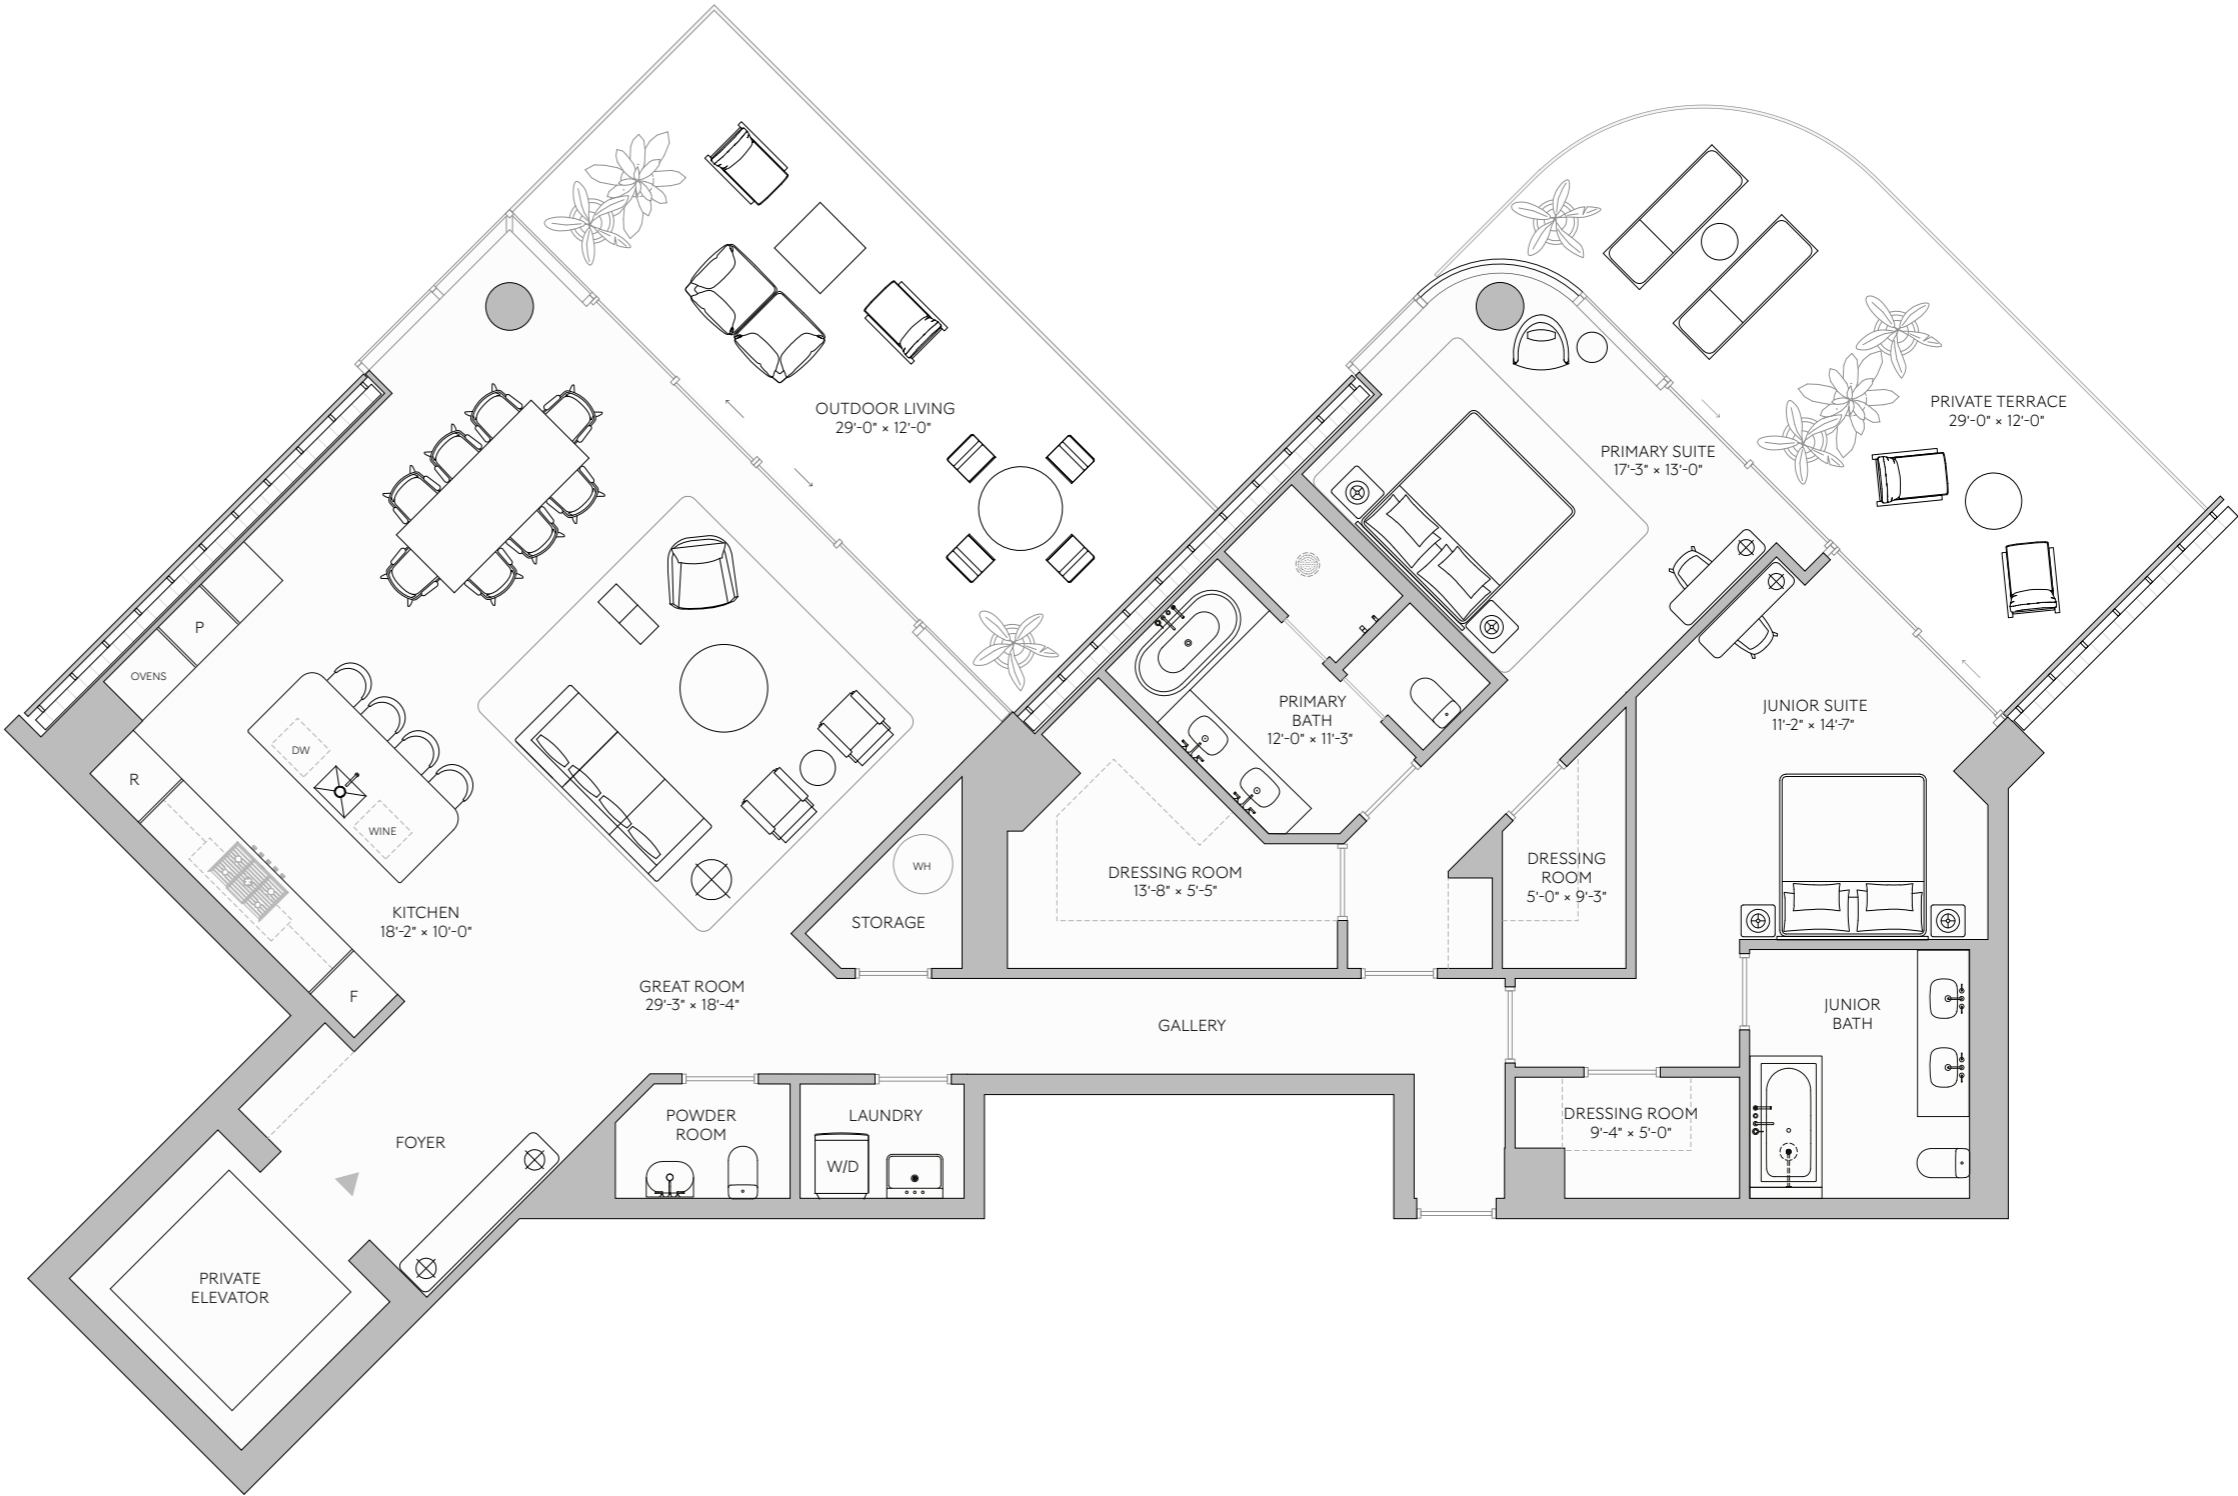 OUTDOOR LIVING
29'-0" × 12'-0"
PRIVATE TERRACE
29'-0" × 12'-0"
PRIMARY SUITE
17'-3" × 13'-0"
P
OVENS
R
DW
WINE
KITCHEN
18'-2" × 10'-0"
F
GREAT ROOM
29'-3" × 18'-4"
WH
STORAGE
PRIMARY
BATH
12'-0" × 11'-3"
JUNIOR SUITE
11'-2" × 14'-7"
DRESSING ROOM
13'-8" × 5'-5"
DRESSING
ROOM
5'-0" × 9'-3"
GALLERY
JUNIOR
BATH
FOYER
POWDER
ROOM
LAUNDRY
W/D
DRESSING ROOM
9'-4" × 5'-0"
PRIVATE
ELEVATOR